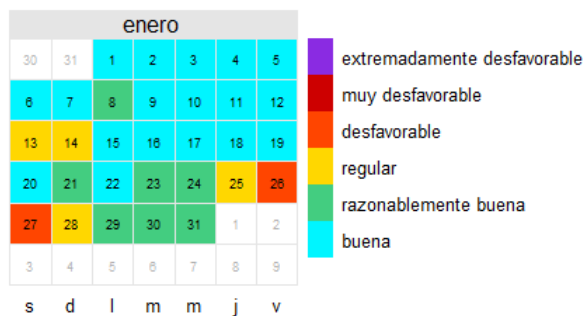 enero
30 31 1 2 3 4 5
6 7 8 9 10 11 12
13 14 15 16 17 18 19
20 21 22 23 24 25 26
27 28 29 30 31 1 2
3 4 5 6 7 8 9
s d l m m j v
extremadamente desfavorable
muy desfavorable
desfavorable
regular
razonablemente buena
buena